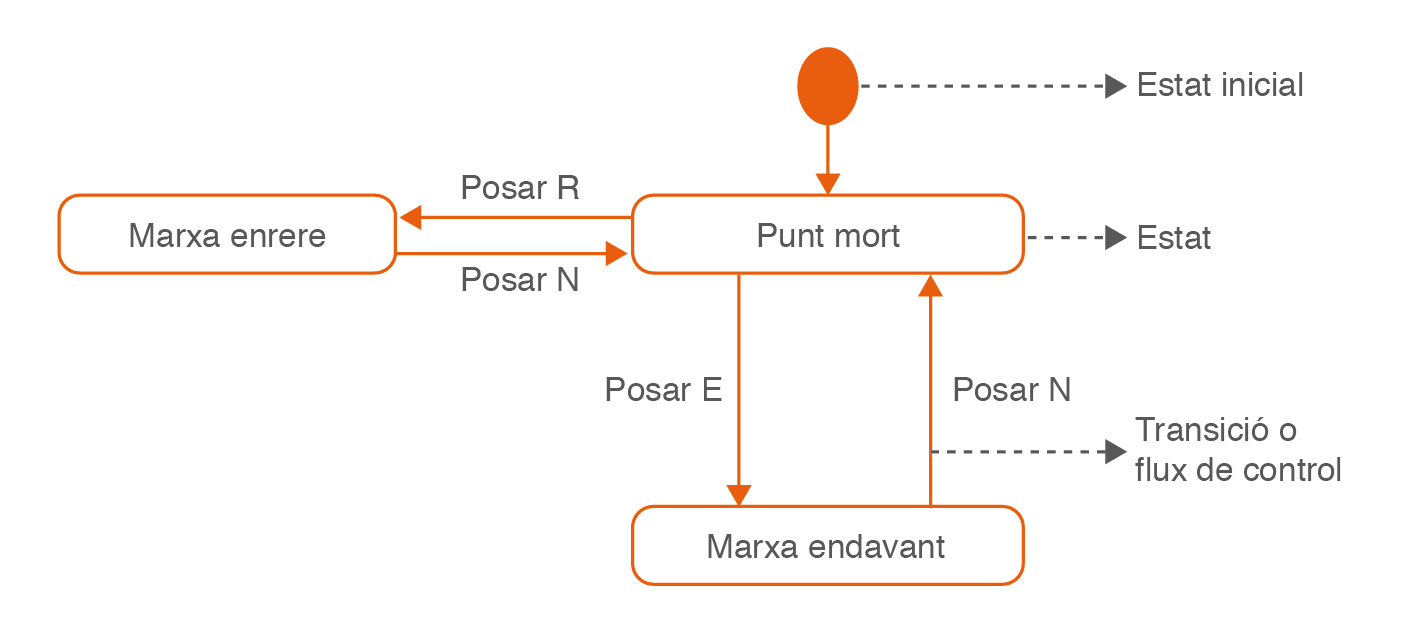 Estat inicial
Posar R
Marxa enrere
Punt mort
Estat
Posar N
Posar E
Posar N
Transició o
flux de control
Marxa endavant